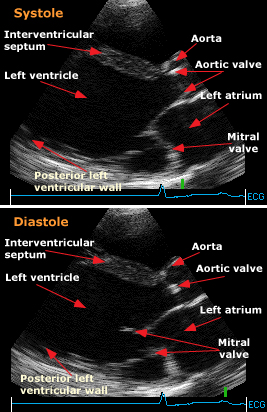 Systole
Interventricular
septum
Aorta
Aortic valve
Left ventricle
Left atrium
Mitral
valve
Posterior left
ventricular wall
ECG
Diastole
Interventricular
septum
Aorta
Aortic valve
Left ventricle
Left atrium
Mitral
valve
Posterior left
ventricular wall
ECG